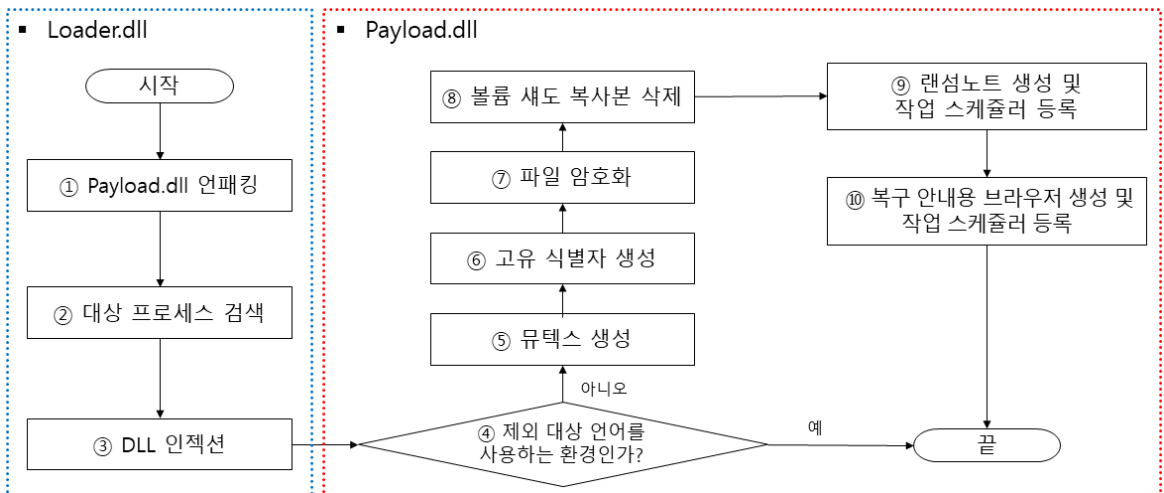 ▪ Loader.dll
시작
① Payload.dll 언패킹
② 대상 프로세스 검색
③ DLL 인젝션
▪ Payload.dll
④ 제외 대상 언어를
사용하는 환경인가?
아니오
예
⑤ 뮤텍스 생성
⑥ 고유 식별자 생성
⑦ 파일 암호화
⑧ 볼륨 섀도 복사본 삭제
⑨ 랜섬노트 생성 및
작업 스케쥴러 등록
⑩ 복구 안내용 브라우저 생성 및
작업 스케쥴러 등록
끝